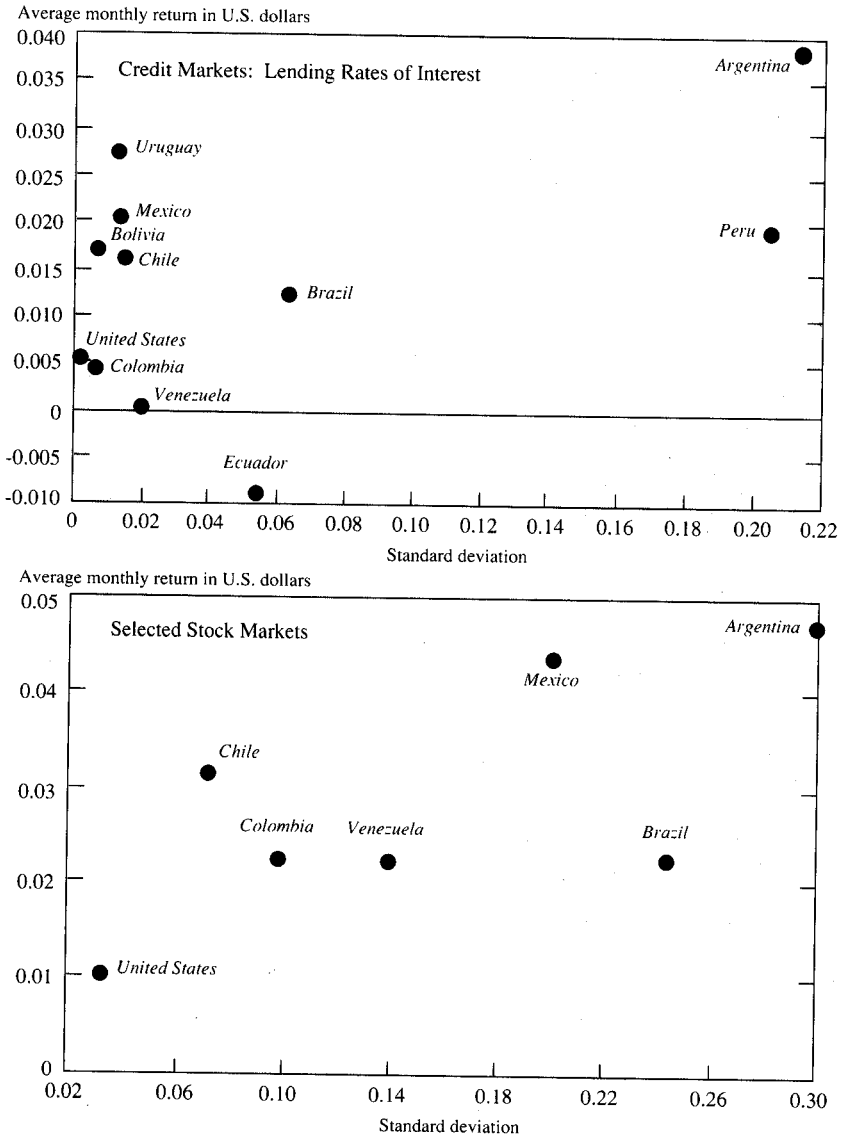 Average monthly return in U.S. dollars
0.040
Credit Markets: Lending Rates of Interest
Argentina
0.035
0.030
Uruguay
0.025
Mexico
0.020
Peru
Bolivia
Chile
0.015
Brazil
0.010
United States
0.005
Colombia
Venezuela
0
Ecuador
-0.005
-0.010
0 0.02 0.04 0.06 0.08 0.10 0.12 0.14 0.16 0.18 0.20 0.22
Standard deviation
Average monthly return in U.S. dollars
0.05
Selected Stock Markets
Argentina
0.04
Mexico
Chile
0.03
Colombia Venezuela Brazil
0.02
United States
0.01
0
0.02 0.06 0.10 0.14 0.18 0.22 0.26 0.30
Standard deviation